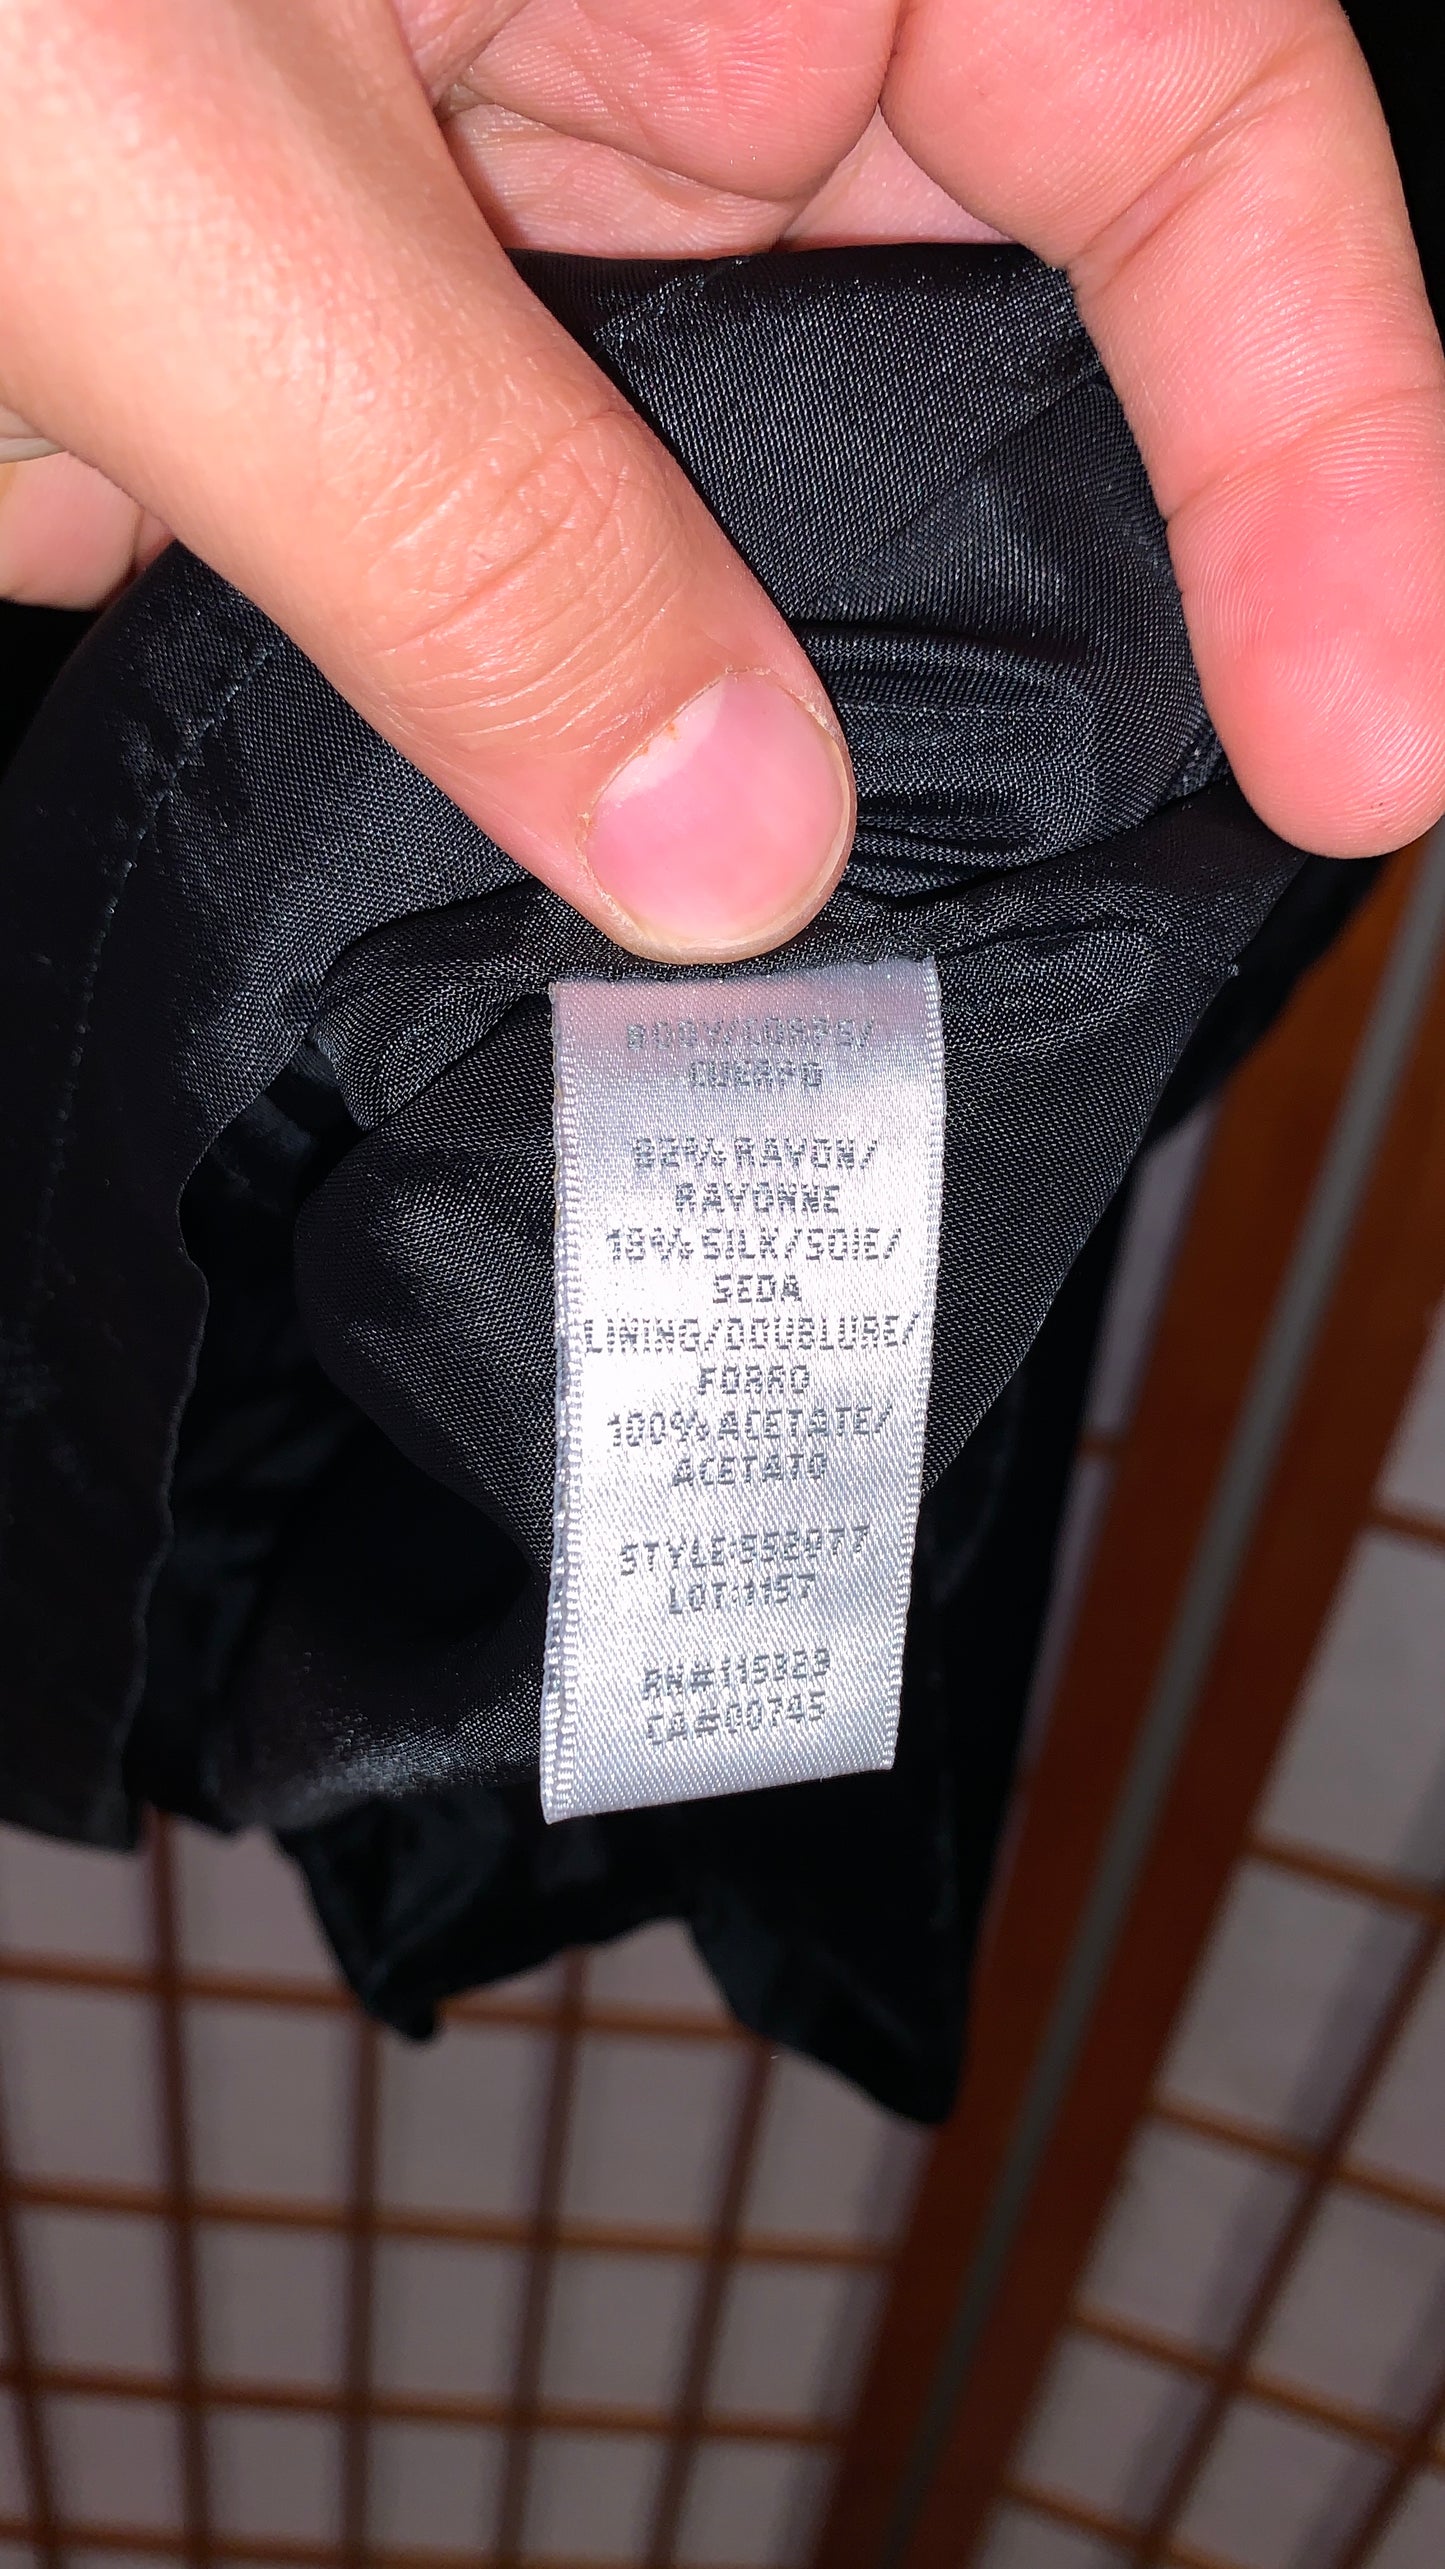 BODY/CORPS/
CUERPO
82% RAYON/
RAYONNE
18% SILK/SOIE/
SEDA
LINING/DOUBLURE/
FORRO
100% ACETATE/
ACETATO
STYLE:
LOT:1157
RN#
CA#00745